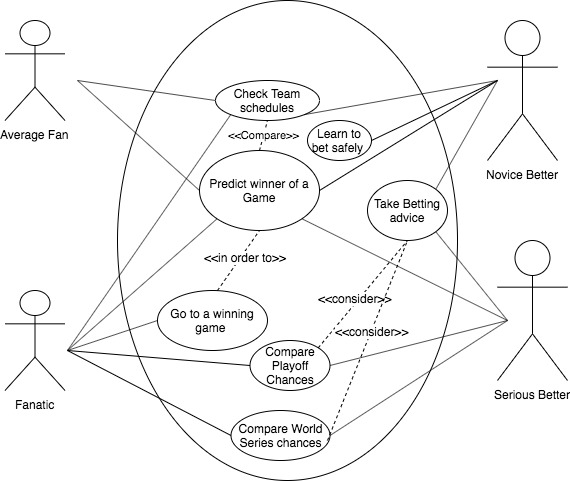 Check Team
schedules
Average Fan
<<Compare>>
Learn to
bet safely
Novice Better
Predict winner of a
Game
Take Betting
advice
<<in order to>>
<<consider>>
Go to a winning
game
<<consider>>
Compare
Playoff
Chances
Fanatic
Serious Better
Compare World
Series chances